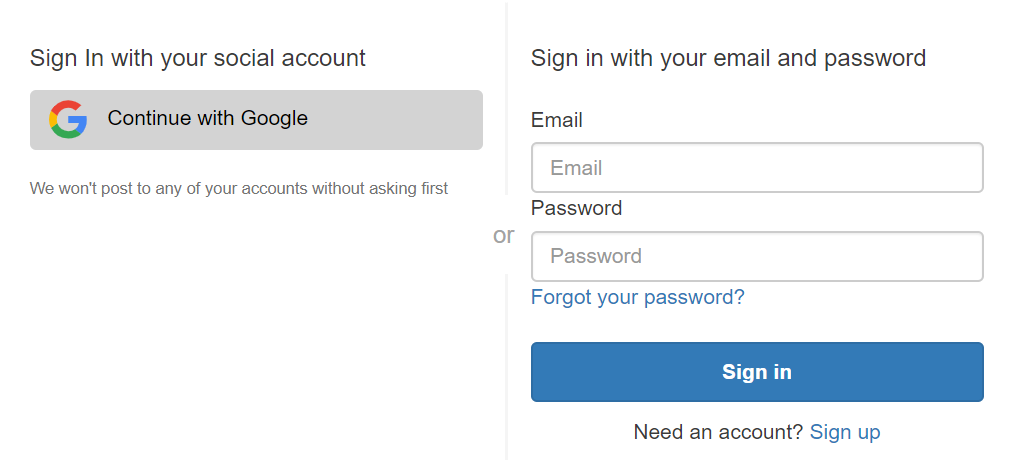 Sign In with your social account
Continue with Google
We won't post to any of your accounts without asking first
or
Sign in with your email and password
Email
Email
Password
Password
Forgot your password?
Sign in
Need an account? Sign up